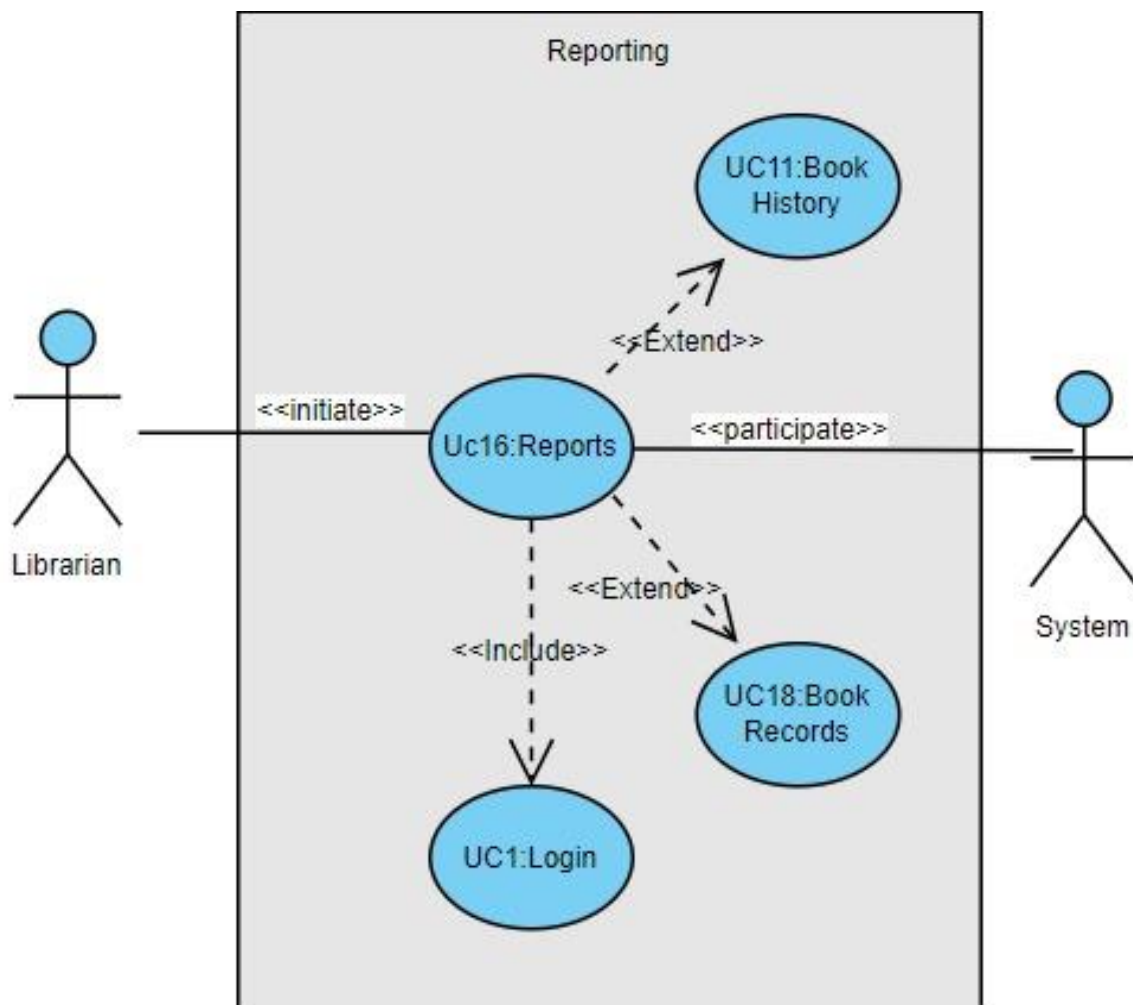 Reporting
UC11:Book
History
<<Extend>>
<<initiate>>
Uc16:Reports
<<participate>>
Librarian
<<Extend>>
System
<<Include>>
UC18:Book
Records
UC1:Login